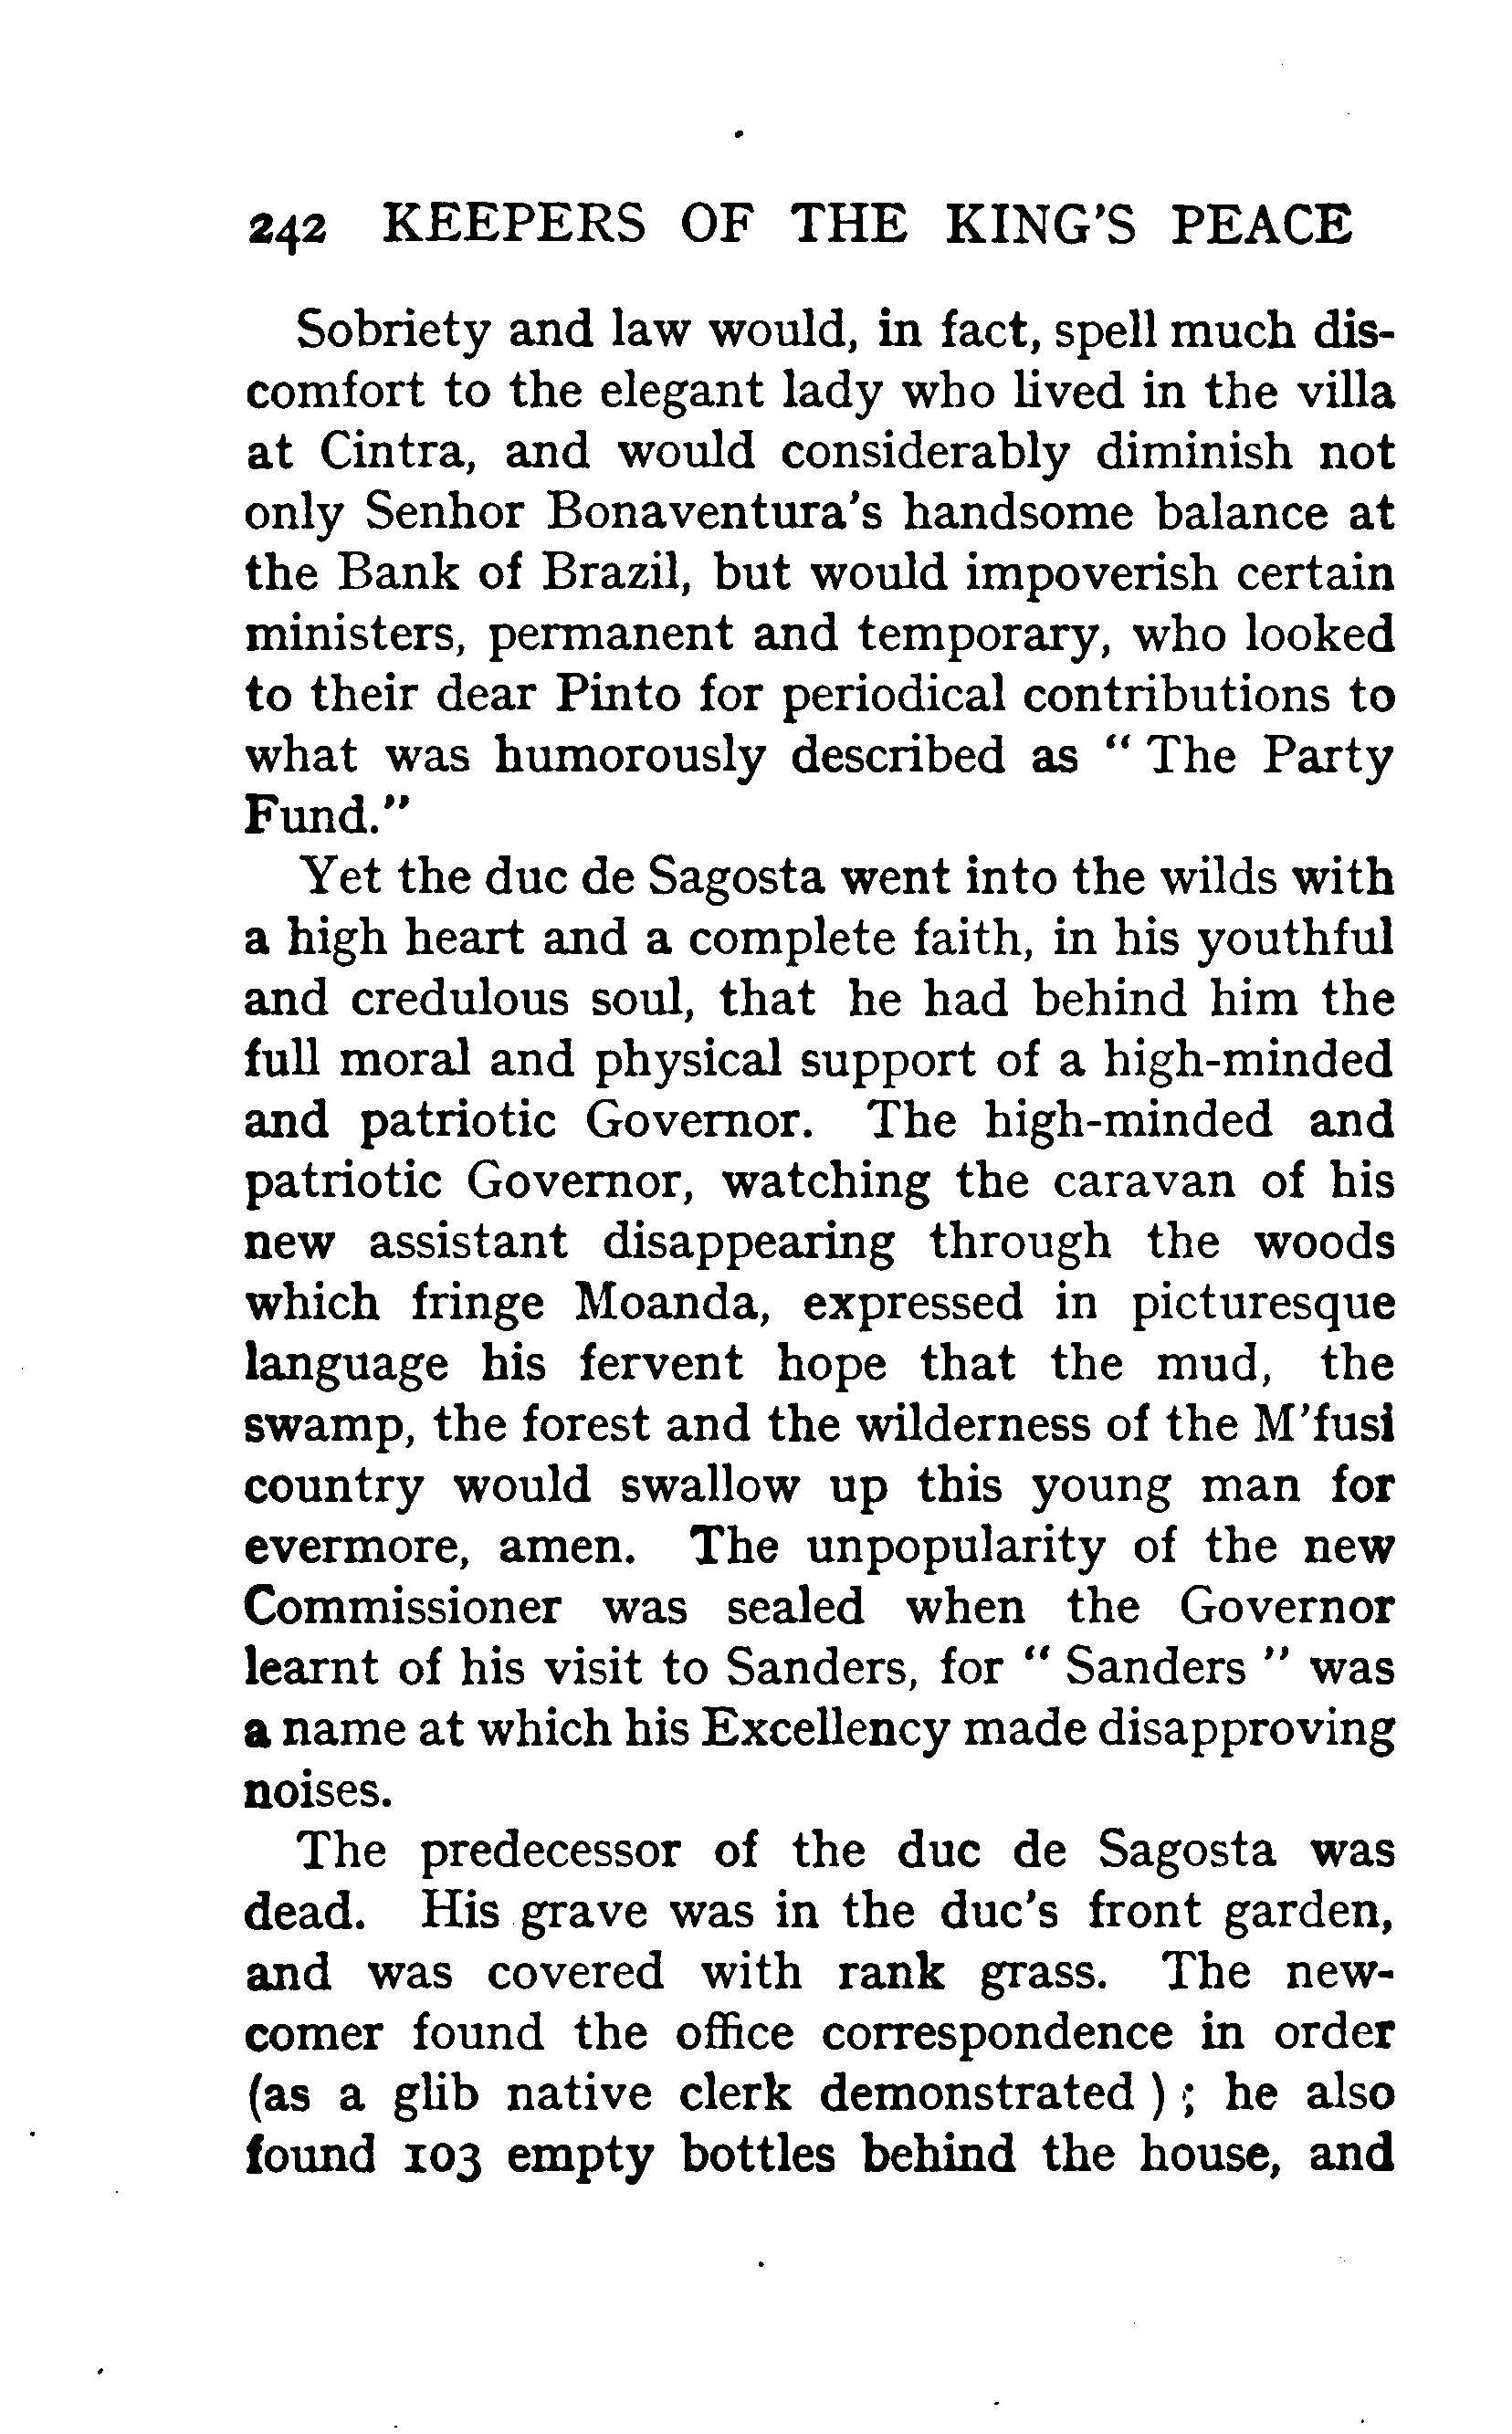 242 KEEPERS OF THE KING'S PEACE
Sobriety and law would, in fact, spell much dis-
comfort to the elegant lady who lived in the villa
at Cintra, and would considerably diminish not
only Senhor Bonaventura's handsome balance at
the Bank of Brazil, but would impoverish certain
ministers, permanent and temporary, who looked
to their dear Pinto for periodical contributions to
what was humorously described as " The Party
Fund."
Yet the duc de Sagosta went into the wilds with
a high heart and a complete faith, in his youthful
and credulous soul, that he had behind him the
full moral and physical support of a high-minded
and patriotic Governor. The high-minded and
patriotic Governor, watching the caravan of his
new assistant disappearing through the woods
which fringe Moanda, expressed in picturesque
language his fervent hope that the mud, the
swamp, the forest and the wilderness of the M'fusi
country would swallow up this young man for
evermore, amen. The unpopularity of the new
Commissioner was sealed when the Governor
learnt of his visit to Sanders, for " Sanders " was
a name at which his Excellency made disapproving
noises.
The predecessor of the duc de Sagosta was
dead. His grave was in the duc's front garden,
and was covered with rank grass. The new-
comer found the office correspondence in order
(as a glib native clerk demonstrated ) ; he also
found 103 empty bottles behind the house, and